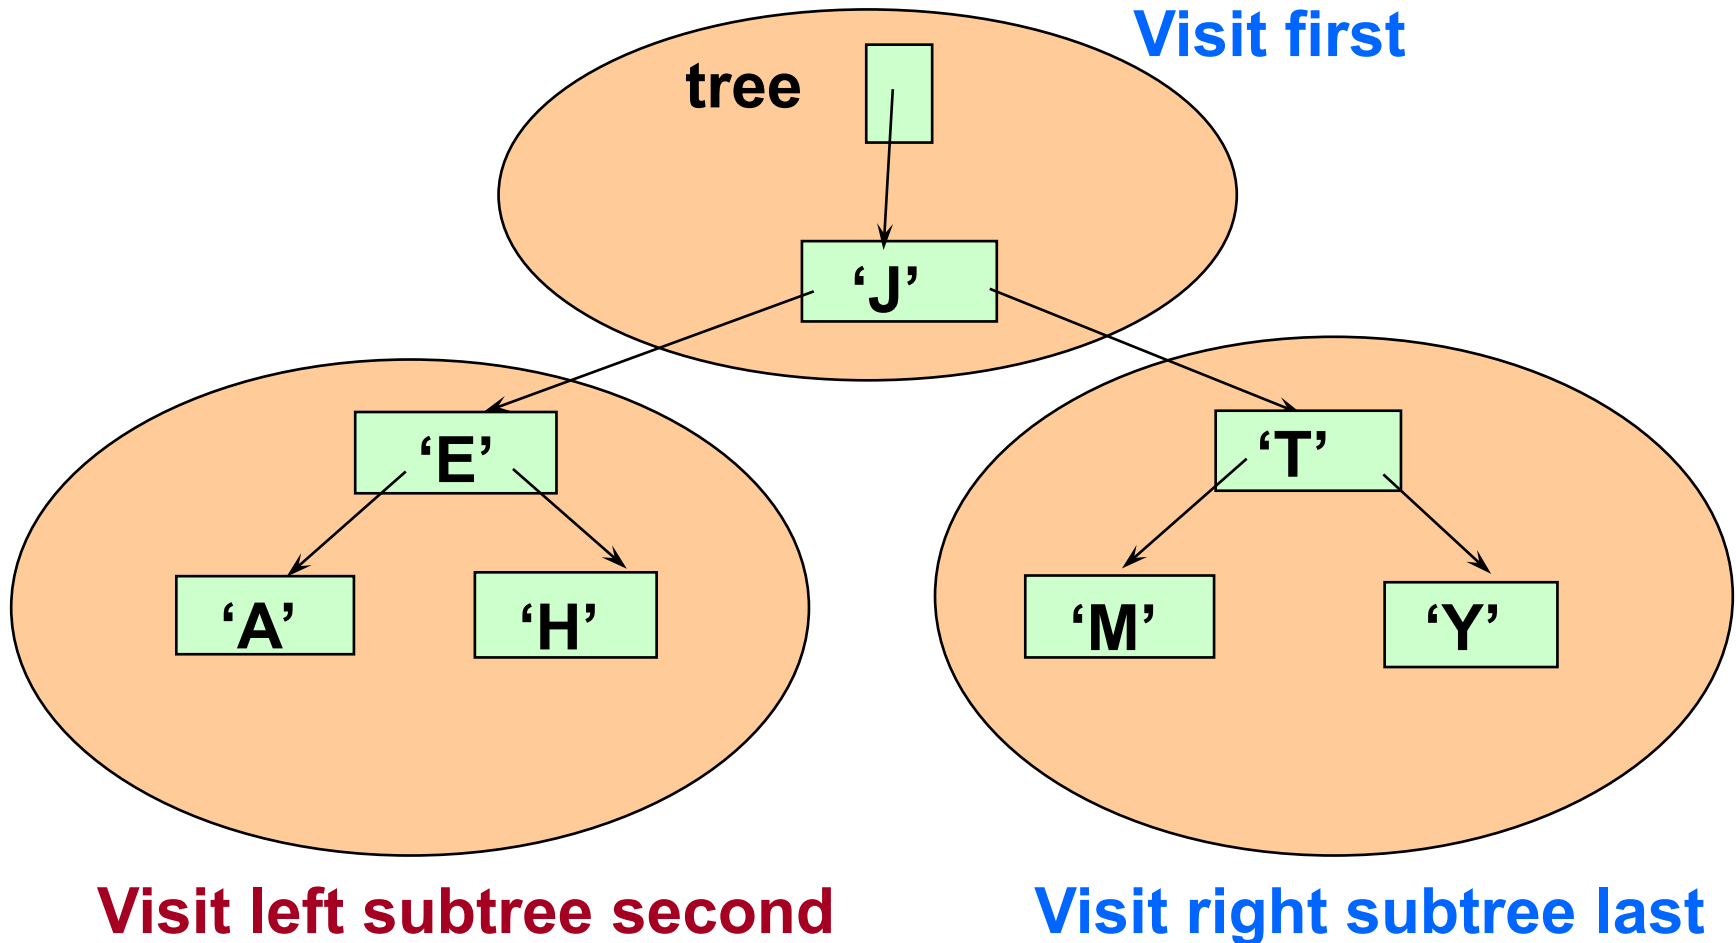 Visit first
tree
‘J’
‘E’
‘T’
‘A’
‘H’
‘M’
‘Y’
Visit left subtree second
Visit right subtree last